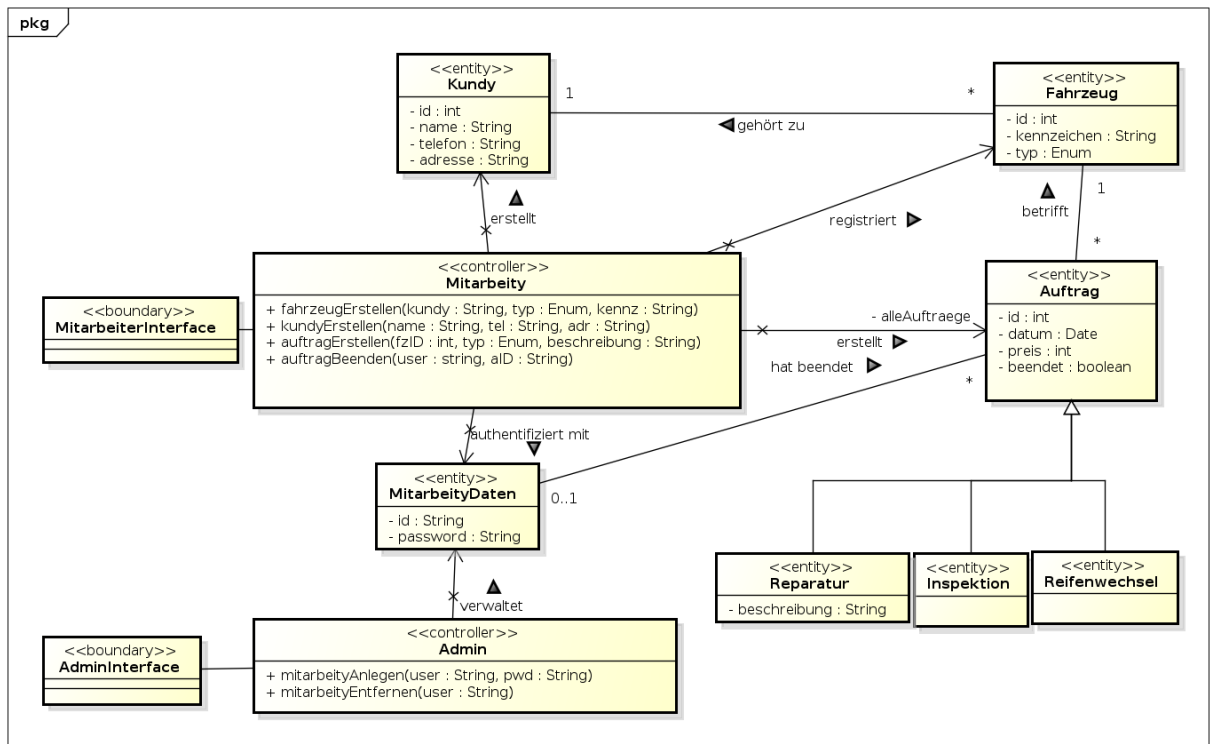 pkg
<<entity>>
Kundy
- id : int
- name : String
- telefon : String
- adresse : String
1
*
gehört zu
<<entity>>
Fahrzeug
- id : int
- kennzeichen : String
- typ : Enum
erstellt
registriert
betrifft
1
*
<<controller>>
Mitarbeity
+ fahrzeugErstellen(kundy : String, typ : Enum, kennz : String)
+ kundyErstellen(name : String, tel : String, adr : String)
+ auftragErstellen(fzID : int, typ : Enum, beschreibung : String)
+ auftragBeenden(user : string, aID : String)
<<boundary>>
MitarbeiterInterface
- alleAuftraege
erstellt
hat beendet
*
<<entity>>
Auftrag
- id : int
- datum : Date
- preis : int
- beendet : boolean
authentifiziert mit
<<entity>>
MitarbeityDaten
- id : String
- password : String
0..1
<<entity>>
Reparatur
- beschreibung : String
<<entity>>
Inspektion
<<entity>>
Reifenwechsel
verwaltet
<<boundary>>
AdminInterface
<<controller>>
Admin
+ mitarbeityAnlegen(user : String, pwd : String)
+ mitarbeityEntfernen(user : String)